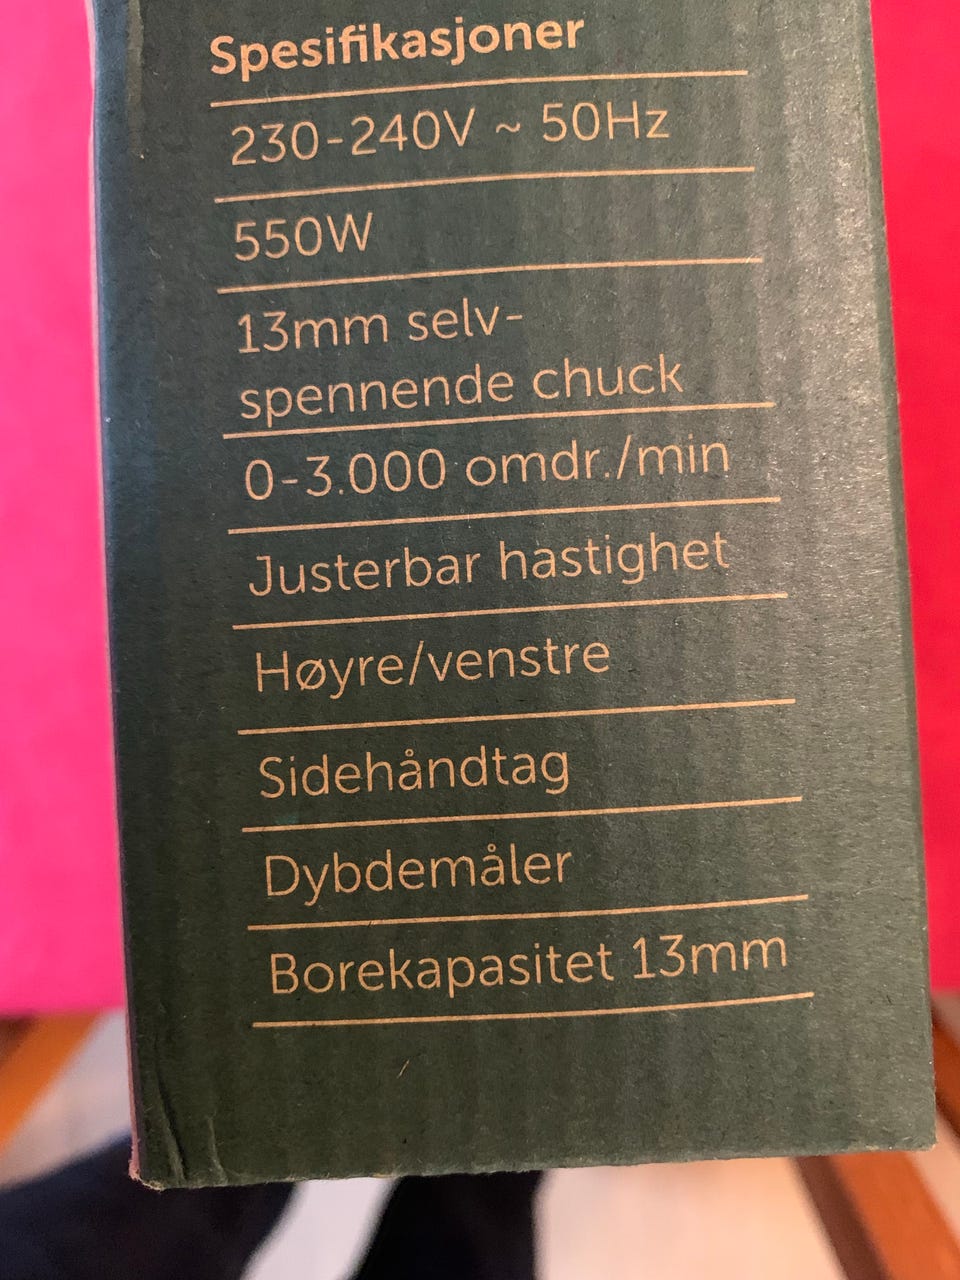 Spesifikasjoner
230-240V ~ 50Hz
550W
13mm selv-
spennende chuck
0-3.000 omdr./min
Justerbar hastighet
Høyre/venstre
Sidehåndtag
Dybdemåler
Borekapasitet 13mm